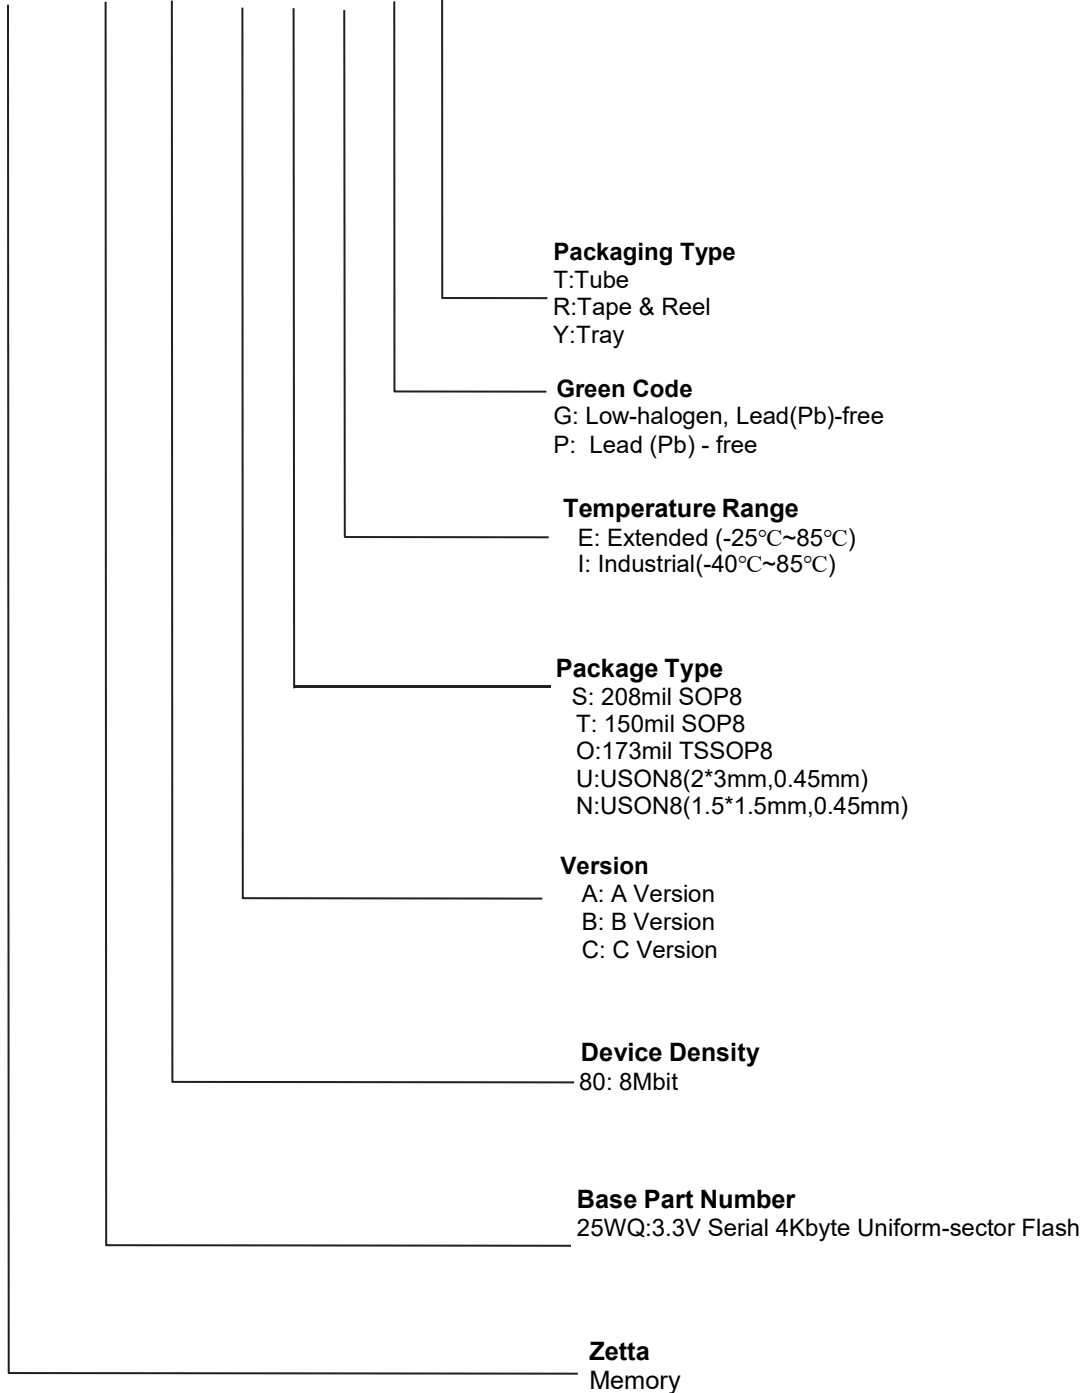 Packaging Type
T:Tube
R:Tape & Reel
Y:Tray
Green Code
G: Low-halogen, Lead(Pb)-free
P: Lead (Pb) - free
Temperature Range
E: Extended (-25℃~85℃)
I: Industrial(-40℃~85℃)
Package Type
S: 208mil SOP8
T: 150mil SOP8
O:173mil TSSOP8
U:USON8(2*3mm,0.45mm)
N:USON8(1.5*1.5mm,0.45mm)
Version
A: A Version
B: B Version
C: C Version
Device Density
80: 8Mbit
Base Part Number
25WQ:3.3V Serial 4Kbyte Uniform-sector Flash
Zetta
Memory